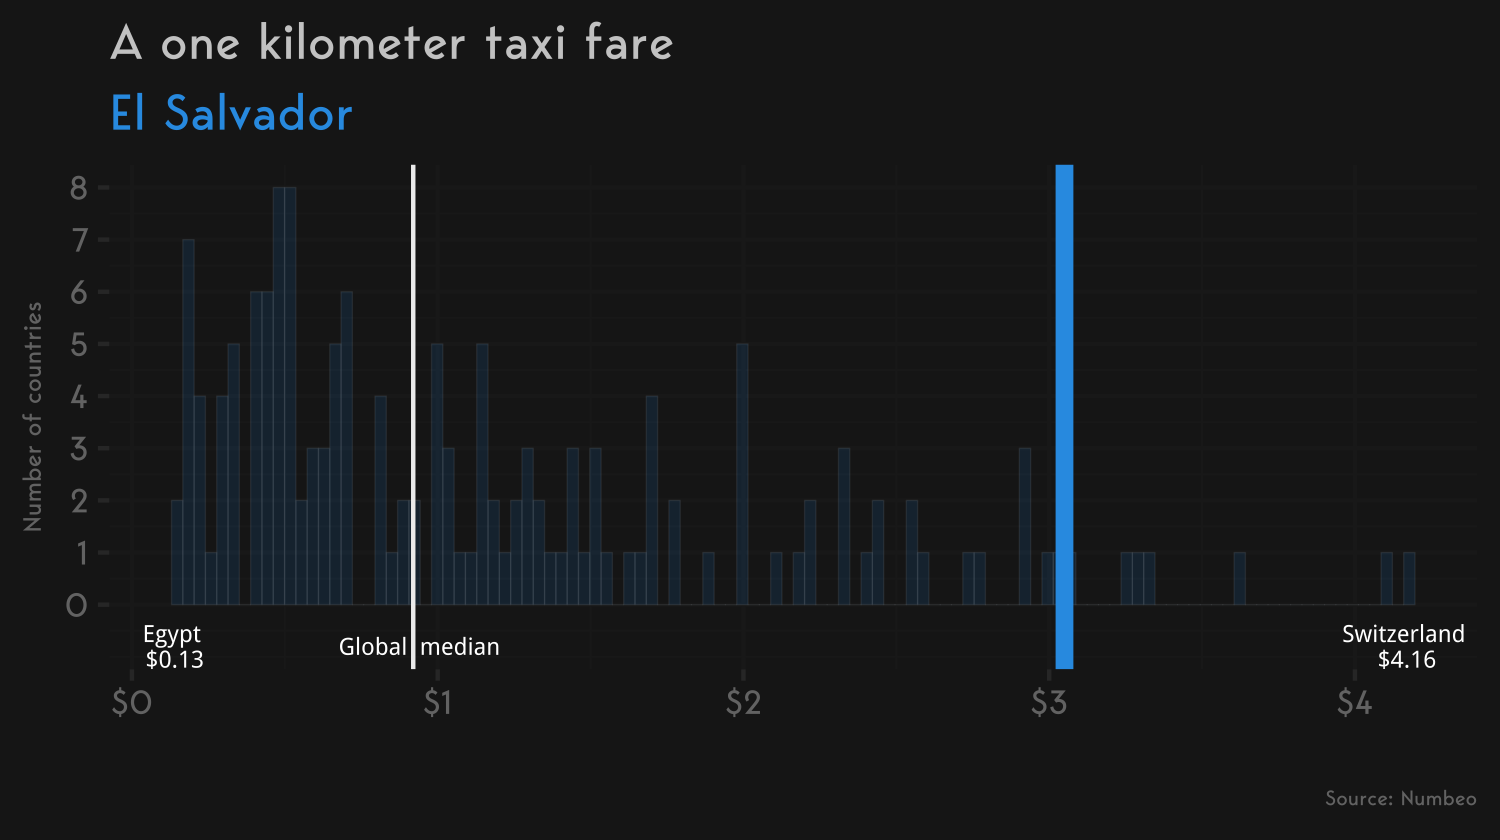 A one kilometer taxi fare
El Salvador
Number of countries
8
7
6
5
4
3
2
1
0
Egypt
$0.13
Global median
Switzerland
$4.16
$0 $1 $2 $3 $4
Source: Numbeo